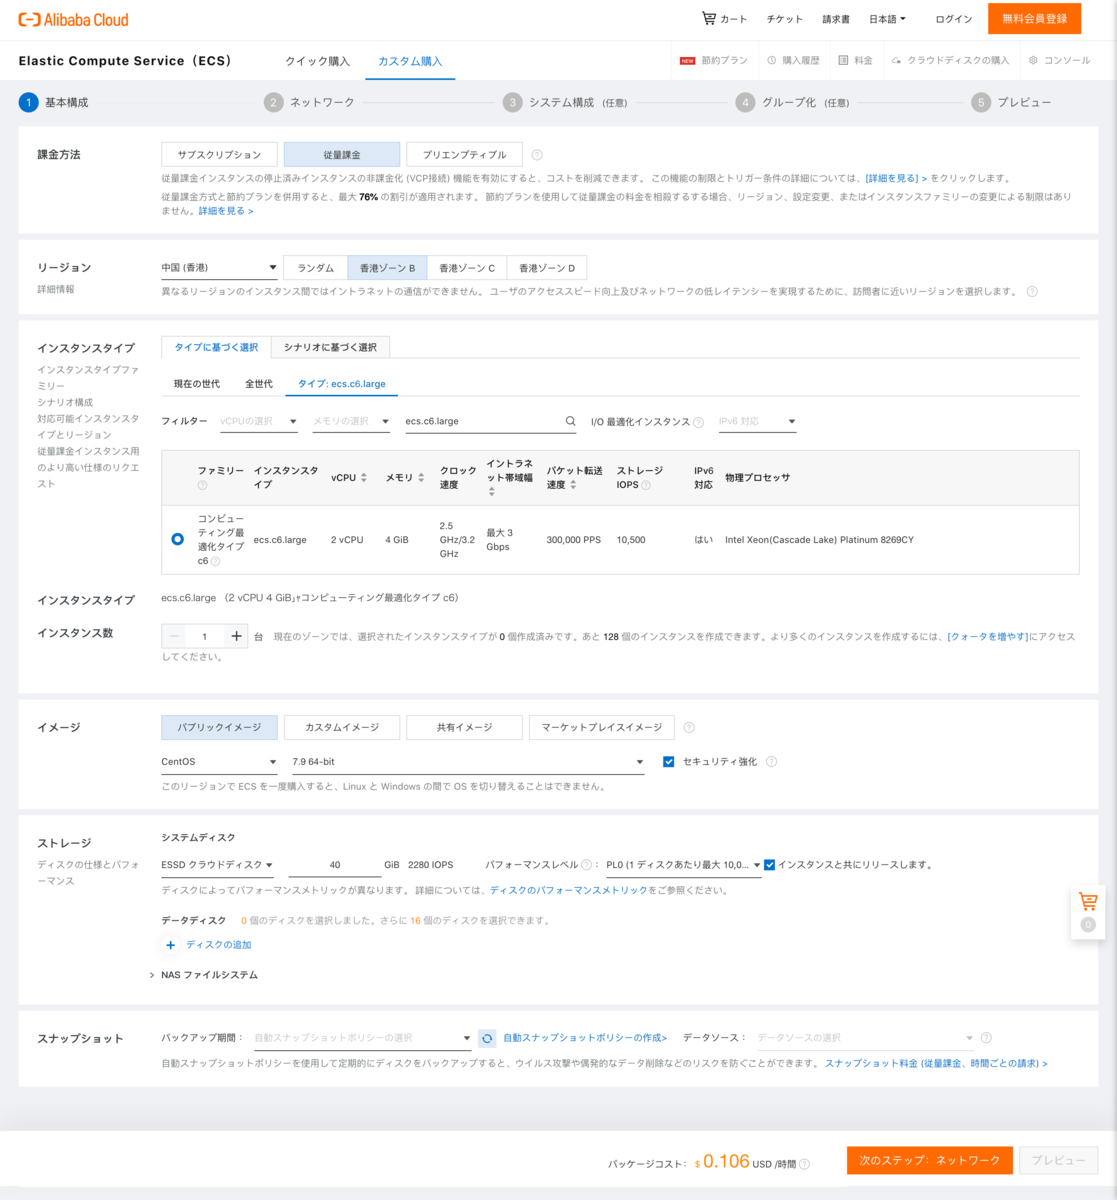 Alibaba Cloud
カート
チケット
請求書
日本語
ログイン
無料会員登録
Elastic Compute Service（ECS）
クイック購入
カスタム購入
NEW 節約プラン
購入履歴
料金
クラウドディスクの購入
コンソール
1 基本構成
2 ネットワーク
3 システム構成 (任意)
4 グループ化 (任意)
5 プレビュー
課金方法
サブスクリプション
従量課金
プリエンプティブル
従量課金インスタンスの停止済みインスタンスの非課金化 (VCP接続) 機能を有効にすると、コストを削減できます。 この機能の制限とトリガー条件の詳細については、[詳細を見る] > をクリックします。
従量課金方式と節約プランを併用すると、最大 76% の割引が適用されます。 節約プランを使用して従量課金の料金を相殺するする場合、リージョン、設定変更、またはインスタンスファミリーの変更による制限はあり
ません。詳細を見る >
リージョン
詳細情報
中国 (香港)
ランダム
香港ゾーン B
香港ゾーン C
香港ゾーン D
異なるリージョンのインスタンス間ではイントラネットの通信ができません。 ユーザのアクセススピード向上及びネットワークの低レイテンシーを実現するために、訪問者に近いリージョンを選択します。
インスタンスタイプ
インスタンスタイプファ
ミリー
シナリオ構成
対応可能インスタンスタ
イプとリージョン
従量課金インスタンス用
のより高い仕様のリクエ
スト
タイプに基づく選択
シナリオに基づく選択
現在の世代
全世代
タイプ: ecs.c6.large
フィルター
vCPUの選択
メモリの選択
ecs.c6.large
I/O 最適化インスタンス
IPv6 対応
ファミリー
インスタンスタ
イプ
vCPU
メモリ
クロック
速度
イントラネ
ット帯域幅
パケット転送
速度
ストレージ
IOPS
IPv6
対応
物理プロセッサ
コンピュー
ティング最
適化タイプ
c6
ecs.c6.large
2 vCPU
4 GiB
2.5
GHz/3.2
GHz
最大 3
Gbps
300,000 PPS
10,500
はい
Intel Xeon(Cascade Lake) Platinum 8269CY
インスタンスタイプ
ecs.c6.large （2 vCPU 4 GiB,コンピューティング最適化タイプ c6）
インスタンス数
1
台
現在のゾーンでは、選択されたインスタンスタイプが 0 個作成済みです。あと 128 個のインスタンスを作成できます。より多くのインスタンスを作成するには、[クォータを増やす]にアクセス
してください。
イメージ
パブリックイメージ
カスタムイメージ
共有イメージ
マーケットプレイスイメージ
CentOS
7.9 64-bit
セキュリティ強化
このリージョンで ECS を一度購入すると、Linux と Windows の間で OS を切り替えることはできません。
ストレージ
ディスクの仕様とパフォ
ーマンス
システムディスク
ESSD クラウドディスク
40
GiB
2280 IOPS
パフォーマンスレベル :
PL0 (1 ディスクあたり最大 10,0...
インスタンスと共にリリースします。
ディスクによってパフォーマンスメトリックが異なります。 詳細については、ディスクのパフォーマンスメトリックをご参照ください。
データディスク
0 個のディスクを選択しました。さらに 16 個のディスクを選択できます。
ディスクの追加
NAS ファイルシステム
0
スナップショット
バックアップ期間：
自動スナップショットポリシーの選択
自動スナップショットポリシーの作成>
データソース：
データソースの選択
自動スナップショットポリシーを使用して定期的にディスクをバックアップすると、ウイルス攻撃や偶発的なデータ削除などのリスクを防ぐことができます。 スナップショット料金 (従量課金、時間ごとの請求) >
パッケージコスト：
$ 0.106 USD /時間
次のステップ：ネットワーク
プレビュー